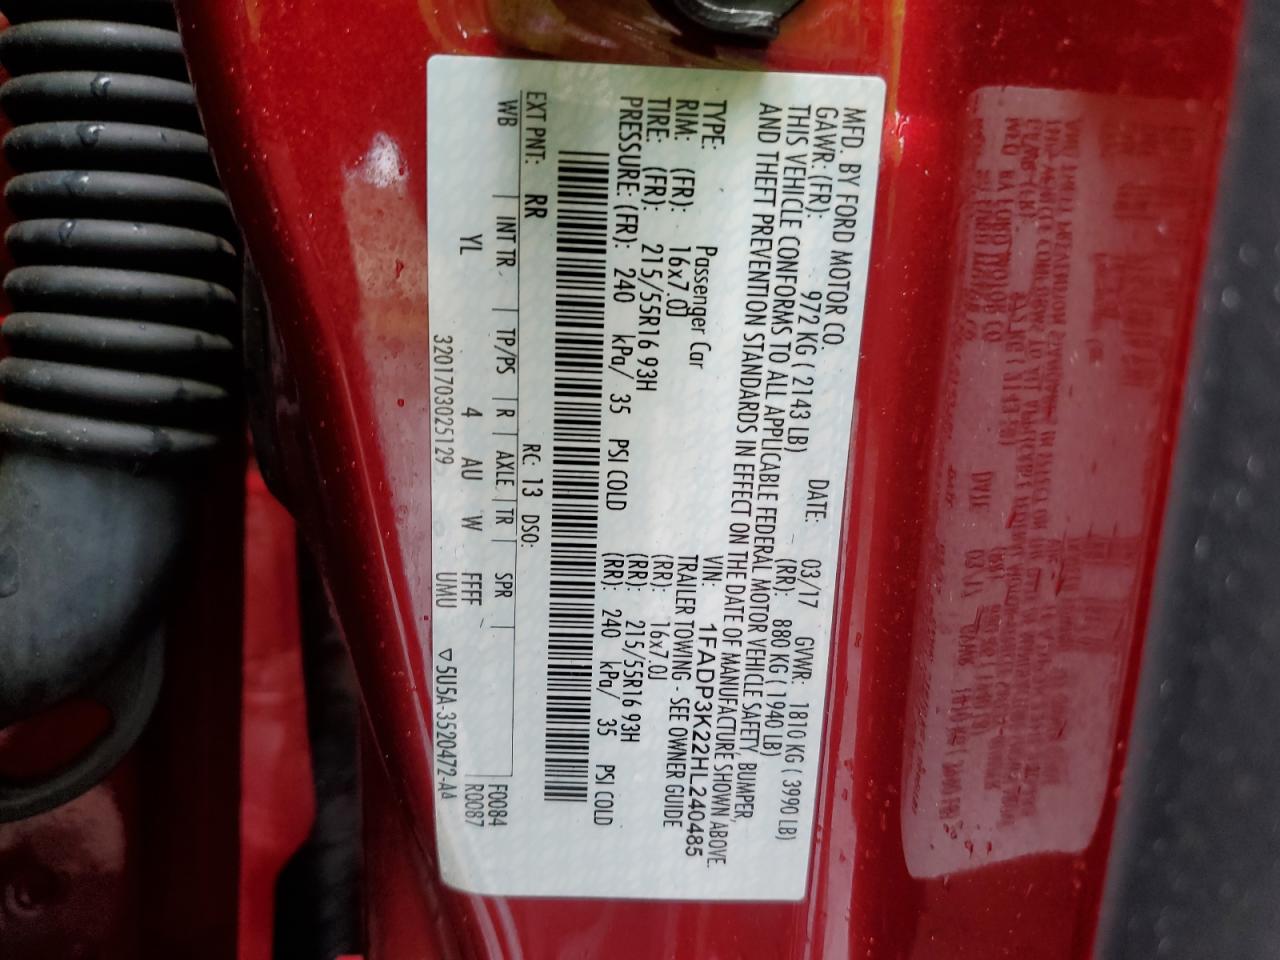 MFD. BY FORD MOTOR CO.
DATE: 03/17 GVWR: 1810 KG ( 3990 LB)
GAWR: (FR): 972 KG ( 2143 LB) (RR): 880 KG ( 1940 LB)
THIS VEHICLE CONFORMS TO ALL APPLICABLE FEDERAL MOTOR VEHICLE SAFETY, BUMPER,
AND THEFT PREVENTION STANDARDS IN EFFECT ON THE DATE OF MANUFACTURE SHOWN ABOVE.
VIN: 1FADP3K22HL240485
TYPE: Passenger Car TRAILER TOWING - SEE OWNER GUIDE
RIM: (FR): 16x7.0J (RR): 16x7.0J
TIRE: (FR): 215/55R16 93H (RR): 215/55R16 93H
PRESSURE: (FR): 240 kPa/ 35 PSI COLD (RR): 240 kPa/ 35 PSI COLD
EXT PNT: RR RC: 13 DSO:
WB | INT TR | TP/PS | R | AXLE | TR | SPR | F0084
YL 4 AU W FFFF R0087
3201703025129 UMU ▽5U5A-3520472-AA